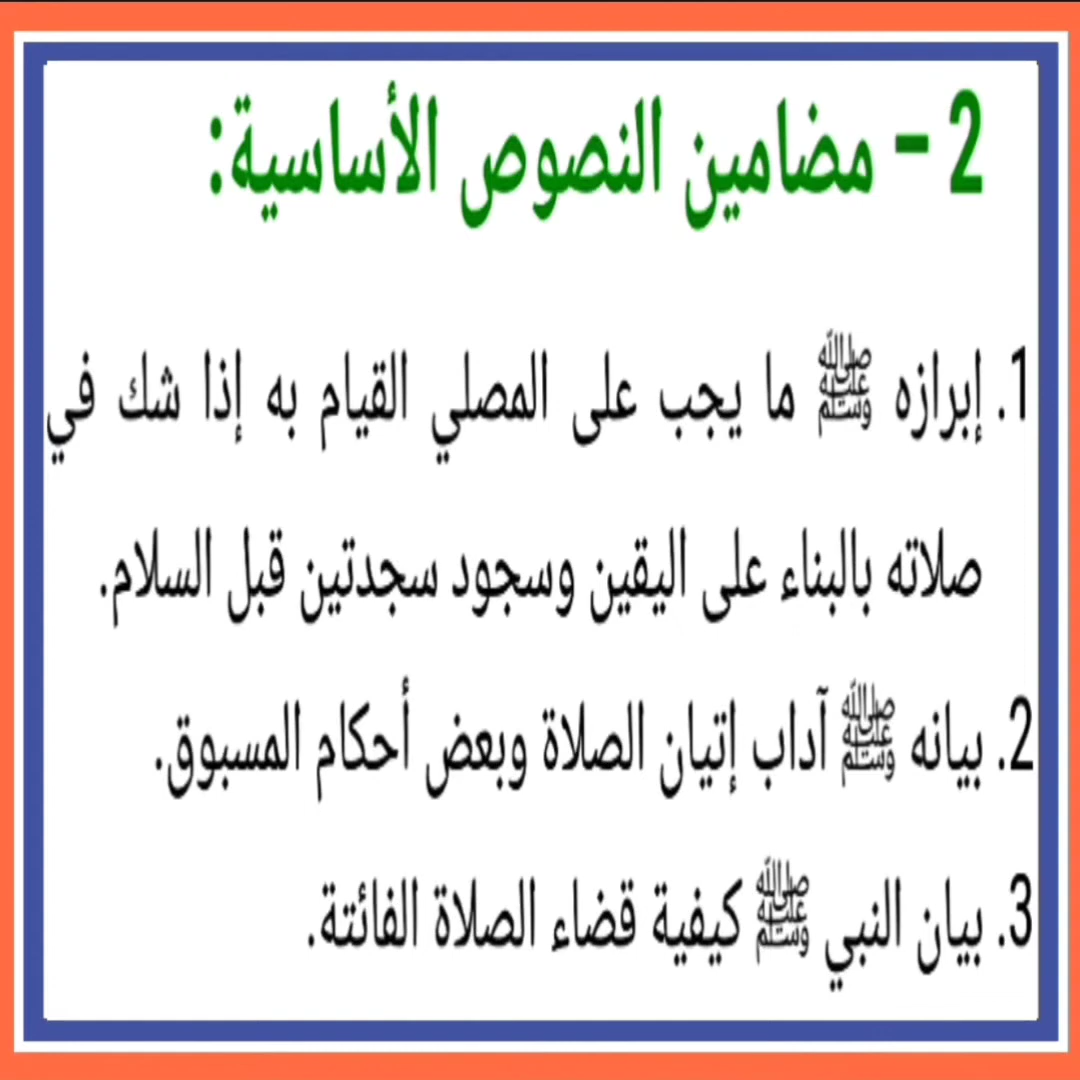 2 – مضامين النصوص الأساسية:
1. إبرازه ﷺ ما يجب على المصلي القيام به إذا شك في
صلاته بالبناء على اليقين وسجود سجدتين قبل السلام.
2. بيانه ﷺ آداب إتيان الصلاة وبعض أحكام المسبوق.
3. بيان النبي ﷺ كيفية قضاء الصلاة الفائتة.